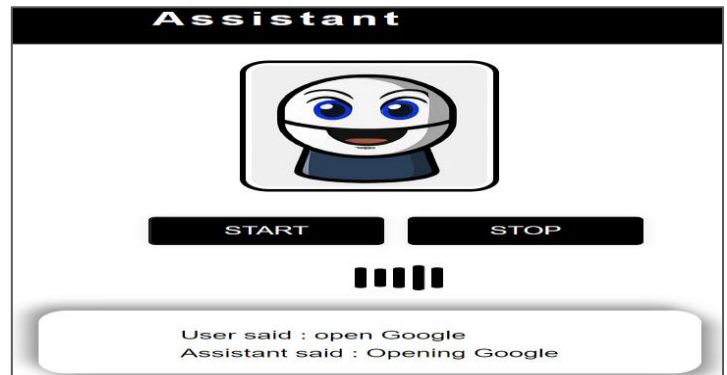 Assistant
START
STOP
User said : open Google
Assistant said : Opening Google